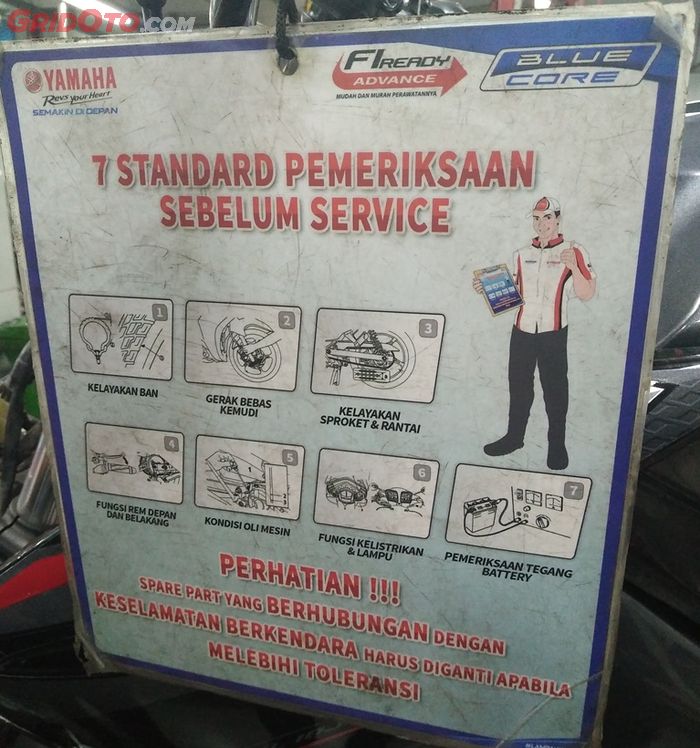 GridOto.com
YAMAHA
Revs Your Heart
SEMAKIN DI DEPAN
FI READY
ADVANCE
MUDAH DAN MURAH PERAWATANNYA
BLUE
CORE
7 STANDARD PEMERIKSAAN
SEBELUM SERVICE
1
2
3
KELAYAKAN BAN
GERAK BEBAS
KEMUDI
KELAYAKAN
SPROKET & RANTAI
4
5
6
7
FUNGSI REM DEPAN
DAN BELAKANG
KONDISI OLI MESIN
FUNGSI KELISTRIKAN
& LAMPU
PEMERIKSAAN TEGANG
BATTERY
PERHATIAN !!!
SPARE PART YANG BERHUBUNGAN DENGAN
KESELAMATAN BERKENDARA HARUS DIGANTI APABILA
MELEBIHI TOLERANSI